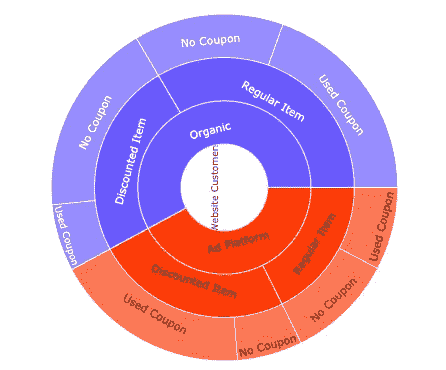 No Coupon
Used Coupon
Regular Item
Organic
No Coupon
Discounted Item
Used Coupon
Website Customers
Ad Platform
Regular Item
Used Coupon
Discounted Item
No Coupon
Used Coupon
No Coupon